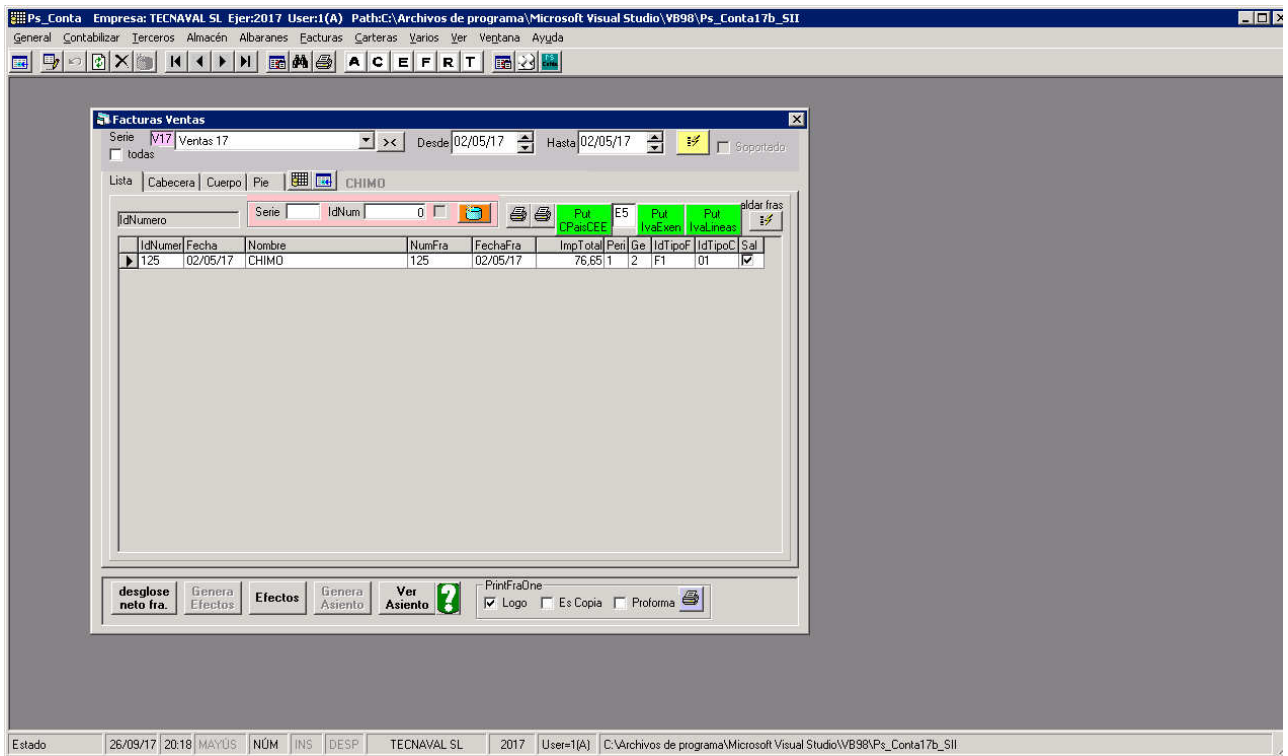 Ps_Conta Empresa: TECNAVAL SL Ejer:2017 User:1(A) Path:C:\Archivos de programa\Microsoft Visual Studio\VB98\Ps_Conta17b_SII
General Contabilizar Terceros Almacén Albaranes Facturas Carteras Varios Ver Ventana Ayuda
A C E F R T
Facturas Ventas
Serie V17 Ventas 17 >< Desde 02/05/17 Hasta 02/05/17 Soportado
todas
Lista Cabecera Cuerpo Pie CHIMO
IdNumero Serie IdNum 0 Put CPaisCEE E5 Put IvaExen Put IvaLineas aldar fras
IdNumer Fecha Nombre NumFra FechaFra ImpTotal Peri Ge IdTipoF IdTipoC Sal
125 02/05/17 CHIMO 125 02/05/17 76,65 1 2 F1 01
desglose neto fra. Genera Efectos Efectos Genera Asiento Ver Asiento ? PrintFraOne
Logo Es Copia Proforma
Estado 26/09/17 20:18 MAYÚS NÚM INS DESP TECNAVAL SL 2017 User=1(A) C:\Archivos de programa\Microsoft Visual Studio\VB98\Ps_Conta17b_SII